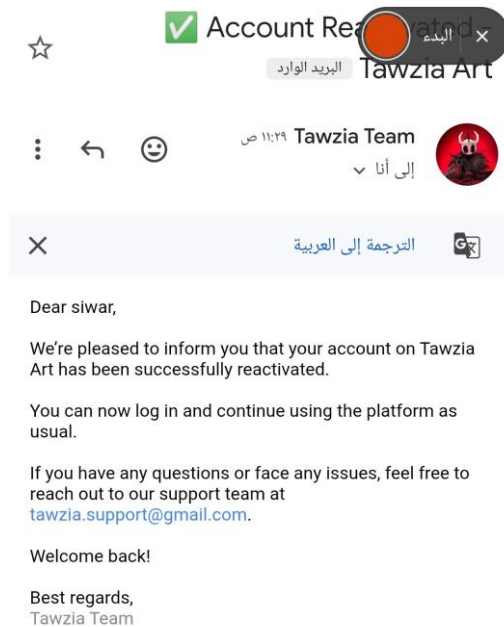 ✅ Account Rea vated -
Tawzia Art البريد الوارد
البدء
Tawzia Team ١١:٢٩ ص
إلى أنا
الترجمة إلى العربية
Dear siwar,
We’re pleased to inform you that your account on Tawzia
Art has been successfully reactivated.
You can now log in and continue using the platform as
usual.
If you have any questions or face any issues, feel free to
reach out to our support team at
tawzia.support@gmail.com.
Welcome back!
Best regards,
Tawzia Team